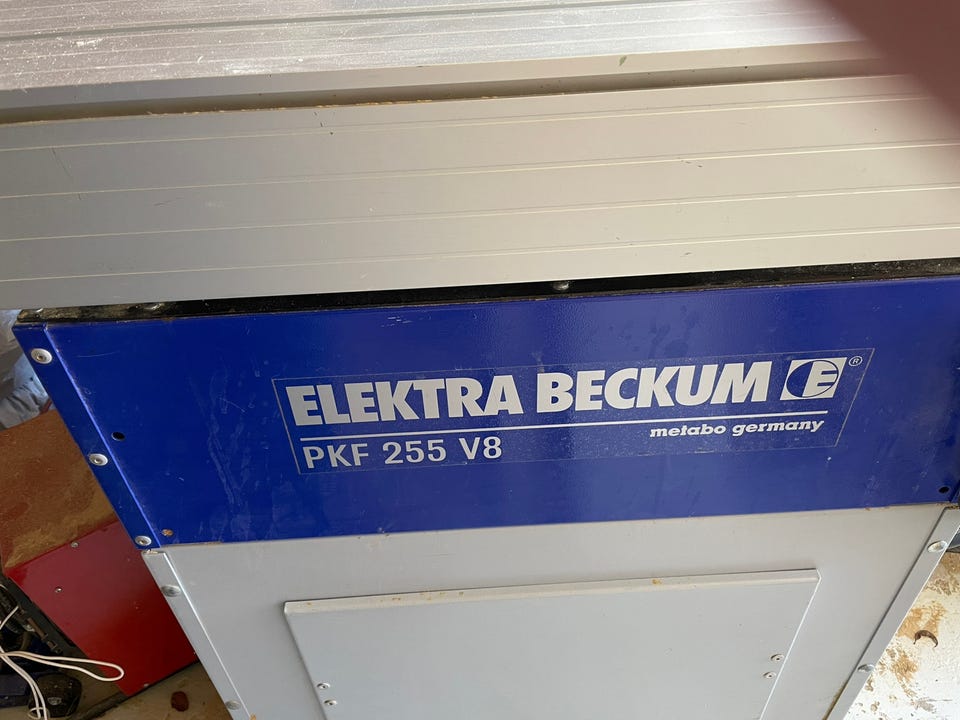 ELEKTRA BECKUM E®
metabo germany
PKF 255 V8